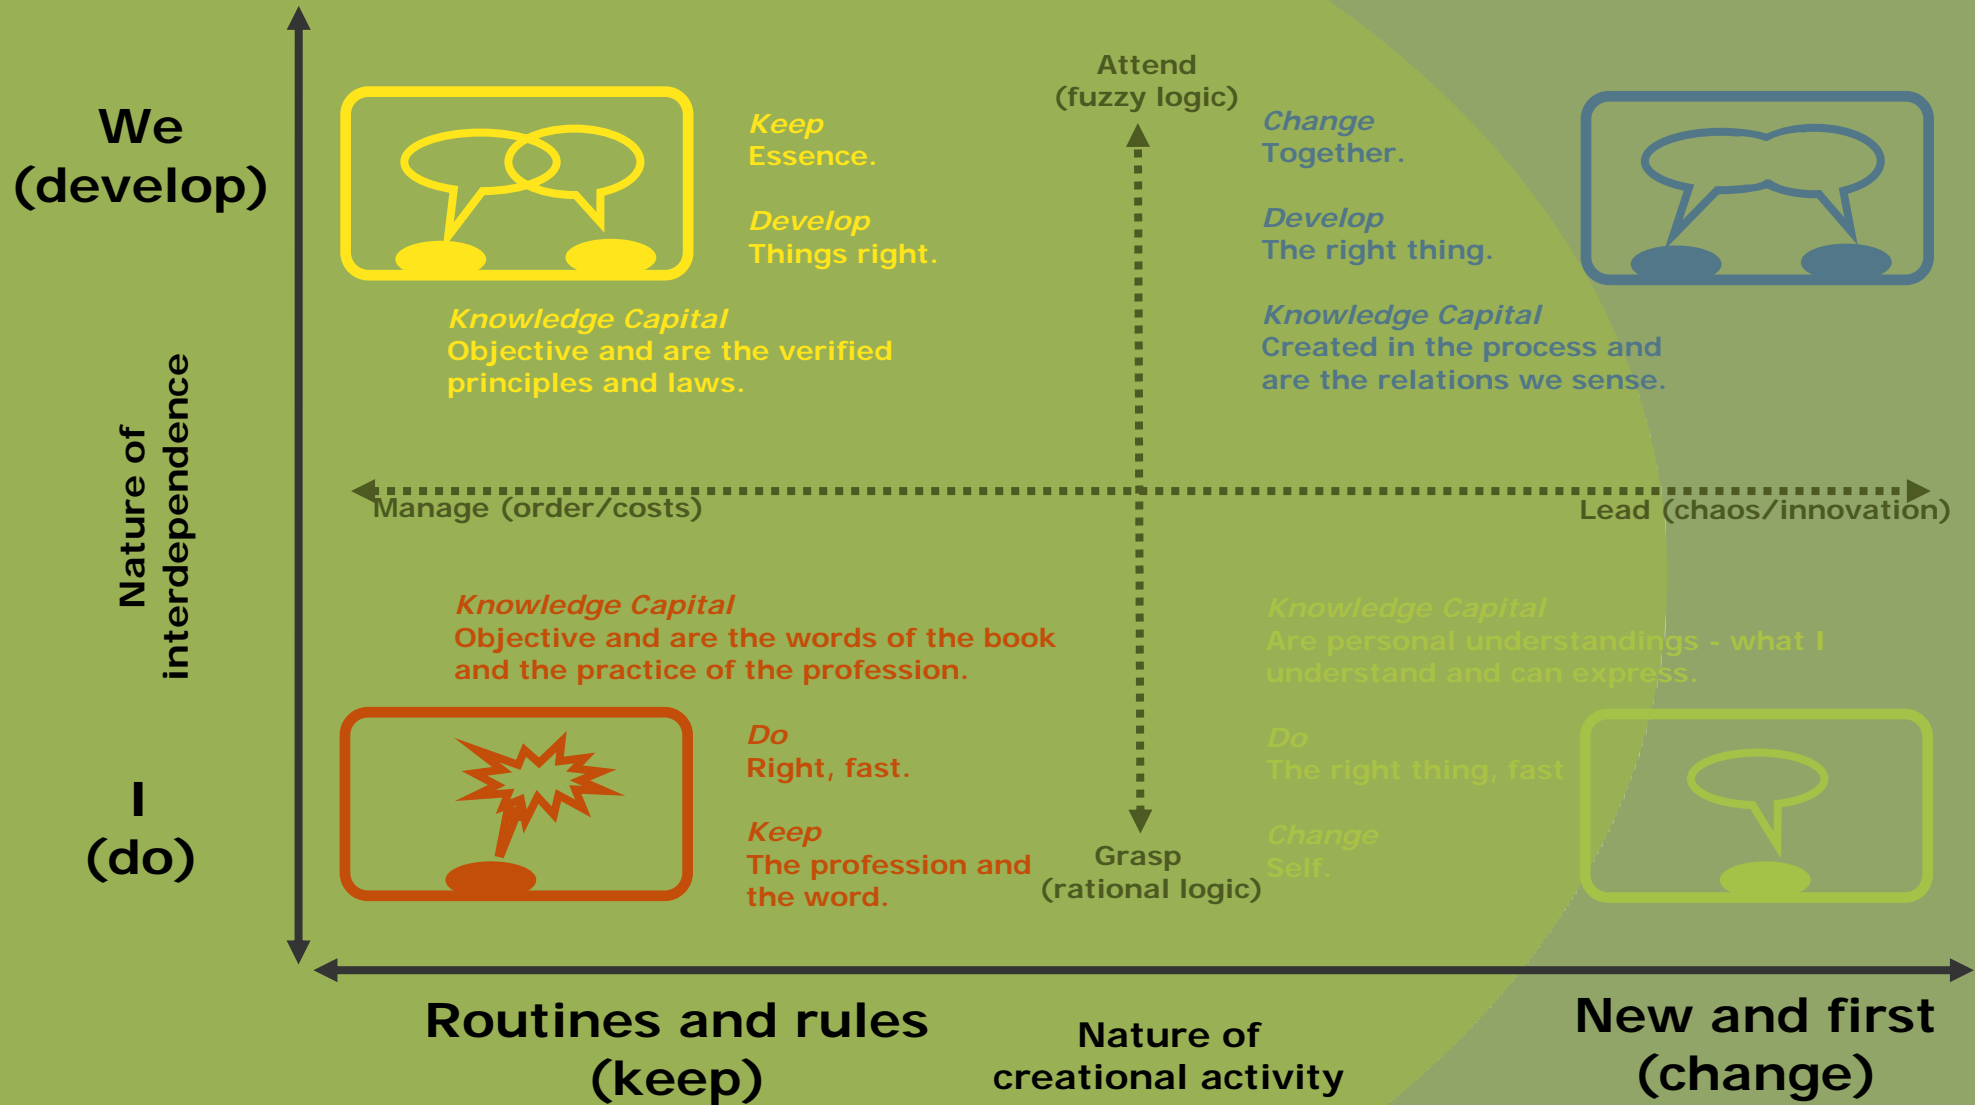 We
(develop)
Keep
Essence.
Develop
Things right.
Knowledge Capital
Objective and are the verified
principles and laws.
Attend
(fuzzy logic)
Change
Together.
Develop
The right thing.
Knowledge Capital
Created in the process and
are the relations we sense.
Nature of
interdependence
Manage (order/costs)
Lead (chaos/innovation)
Knowledge Capital
Objective and are the words of the book
and the practice of the profession.
Do
Right, fast.
Keep
The profession and
the word.
Grasp
(rational logic)
Knowledge Capital
Are personal understandings - what I
understand and can express.
Do
The right thing, fast
Change
Self.
I
(do)
Routines and rules
(keep)
Nature of
creational activity
New and first
(change)